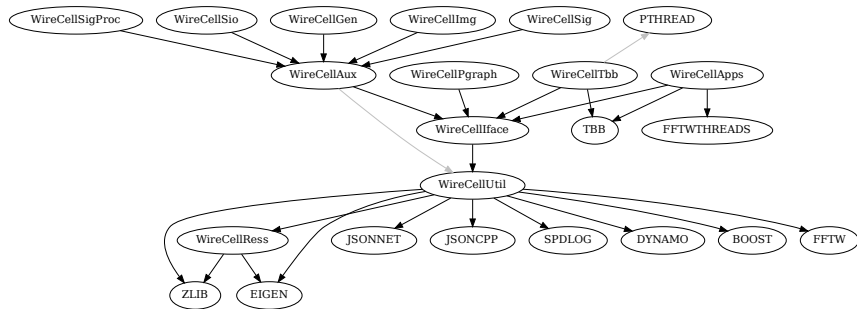 WireCellSigProc
WireCellSio
WireCellGen
WireCellImg
WireCellSig
PTHREAD
WireCellAux
WireCellPgraph
WireCellTbb
WireCellApps
WireCellIface
TBB
FFTWTHREADS
WireCellUtil
WireCellRess
JSONNET
JSONCPP
SPDLOG
DYNAMO
BOOST
FFTW
ZLIB
EIGEN